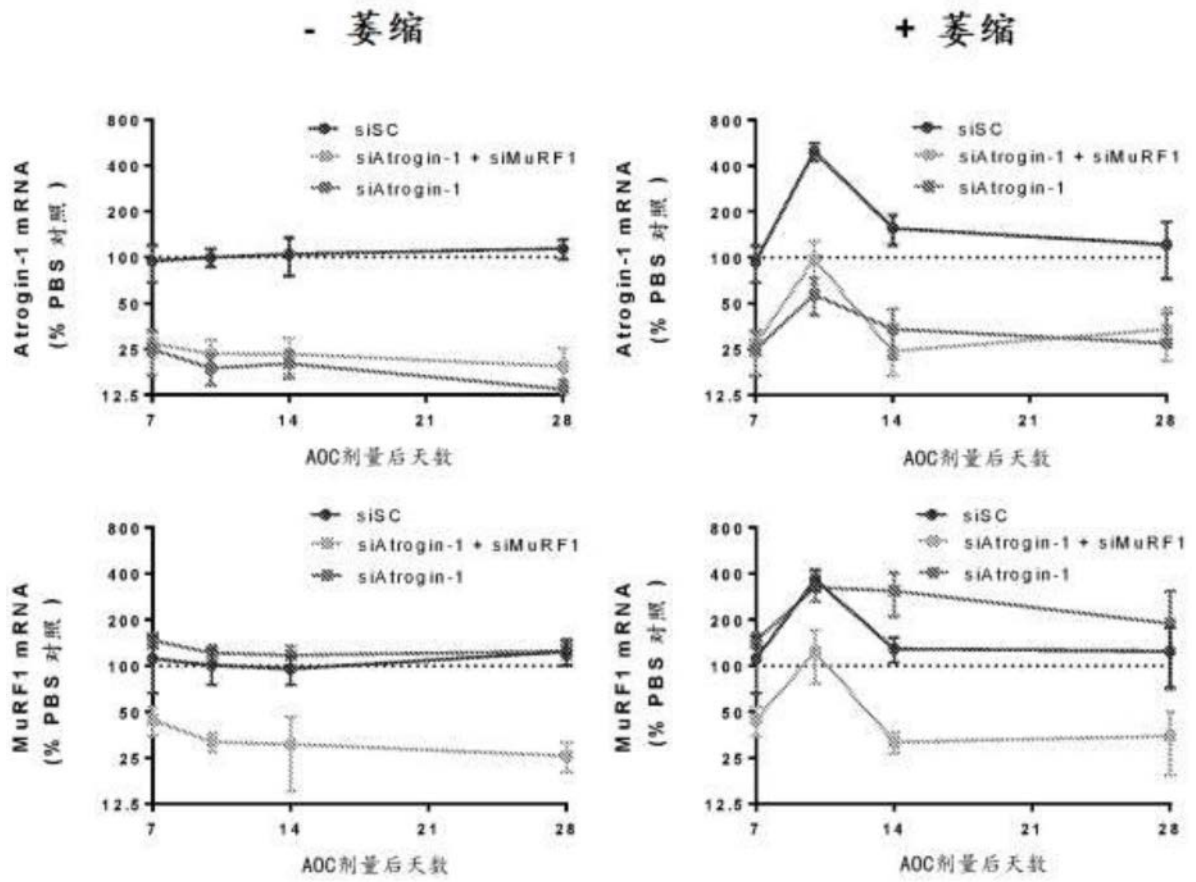 - 萎缩
+ 萎缩
Atrogin-1 mRNA
(% PBS 对照)
800
400
200
100
50
25
12.5
7
14
21
28
siSC
siAtrogin-1 + siMuRF1
siAtrogin-1
AOC剂量后天数
Atrogin-1 mRNA
(% PBS 对照)
800
400
200
100
50
25
12.5
7
14
21
28
siSC
siAtrogin-1 + siMuRF1
siAtrogin-1
AOC剂量后天数
MuRF1 mRNA
(% PBS 对照)
800
400
200
100
50
25
12.5
7
14
21
28
siSC
siAtrogin-1 + siMuRF1
siAtrogin-1
AOC剂量后天数
MuRF1 mRNA
(% PBS 对照)
800
400
200
100
50
25
12.5
7
14
21
28
siSC
siAtrogin-1 + siMuRF1
siAtrogin-1
AOC剂量后天数